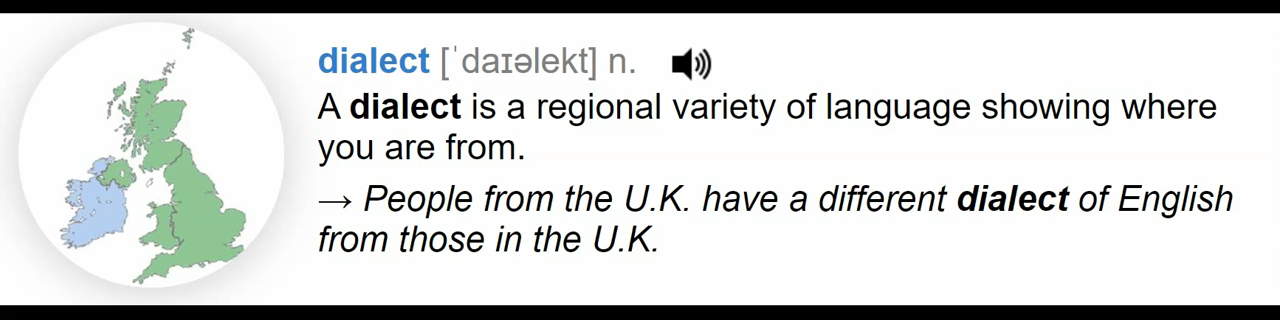 dialect [ˈdaɪəlekt] n.
A dialect is a regional variety of language showing where
you are from.
→ People from the U.K. have a different dialect of English
from those in the U.K.